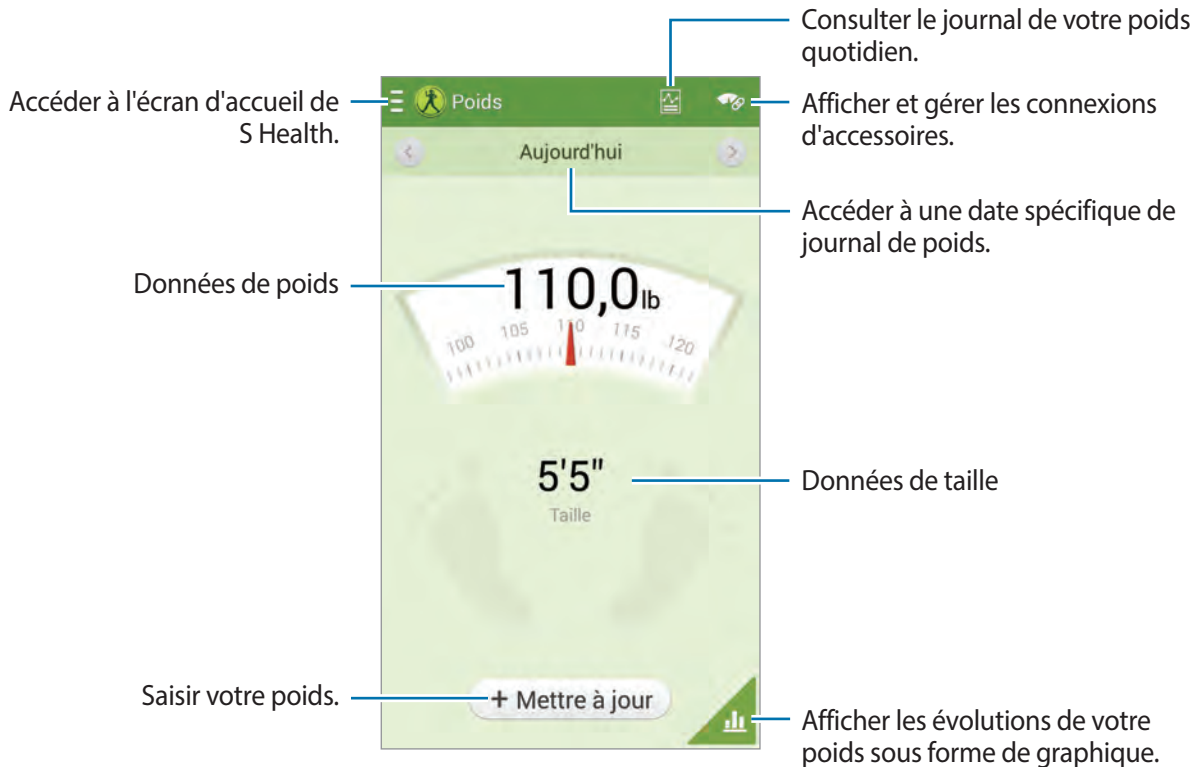 Consulter le journal de votre poids
quotidien.
Accéder à l'écran d'accueil de
S Health.
Poids
Afficher et gérer les connexions
d'accessoires.
Aujourd'hui
Accéder à une date spécifique de
journal de poids.
Données de poids
110,0 lb
100 105 110 115 120
5'5"
Taille
Données de taille
Saisir votre poids.
+ Mettre à jour
Afficher les évolutions de votre
poids sous forme de graphique.